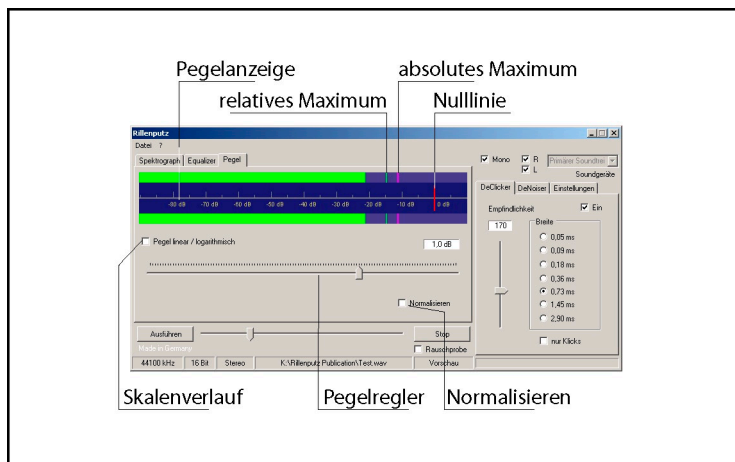 Pegelanzeige
absolutes Maximum
relatives Maximum
Nulllinie
Rillenputz
Datei ?
Spektrograph Equalizer Pegel
-80 dB -70 dB -60 dB -50 dB -40 dB -30 dB -20 dB -10 dB 0 dB
Pegel linear / logarithmisch
1,0 dB
Normalisieren
Ausführen
Stop
Made in Germany
Rauschprobe
44100 kHz 16 Bit Stereo K:\Rillenputz Publication\Test.wav Vorschau
Mono R Primärer Soundtrei
L
Soundgeräte
DeClicker DeNoiser Einstellungen
Empfindlichkeit
Ein
170
Breite
0,05 ms
0,09 ms
0,18 ms
0,36 ms
0,73 ms
1,45 ms
2,90 ms
nur Klicks
Skalenverlauf
Pegelregler
Normalisieren